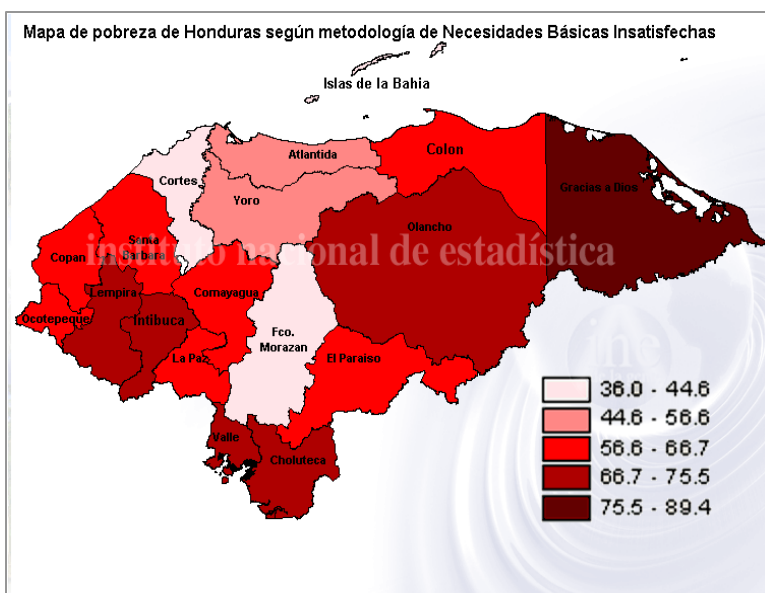 Mapa de pobreza de Honduras según metodología de Necesidades Básicas Insatisfechas
Islas de la Bahia
Atlantida
Colon
Cortes
Yoro
Gracias a Dios
Olancho
Santa
Barbara
Copan
instituto nacional de estadística
Lempira
Comayagua
Ocotepeque
Intibuca
Fco.
Morazan
La Paz
El Paraiso
ine
36.0 - 44.6
44.6 - 56.6
56.6 - 66.7
66.7 - 75.5
75.5 - 89.4
Valle
Choluteca